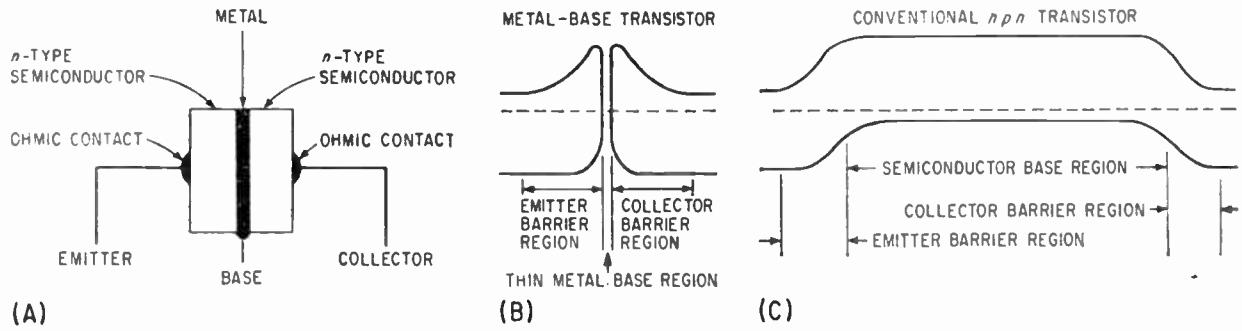 METAL
n-TYPE
SEMICONDUCTOR
n-TYPE
SEMICONDUCTOR
OHMIC CONTACT
OHMIC CONTACT
EMITTER
BASE
COLLECTOR
(A)
METAL-BASE TRANSISTOR
EMITTER
BARRIER
REGION
COLLECTOR
BARRIER
REGION
THIN METAL BASE REGION
(B)
CONVENTIONAL npn TRANSISTOR
SEMICONDUCTOR BASE REGION
COLLECTOR BARRIER REGION
EMITTER BARRIER REGION
(C)